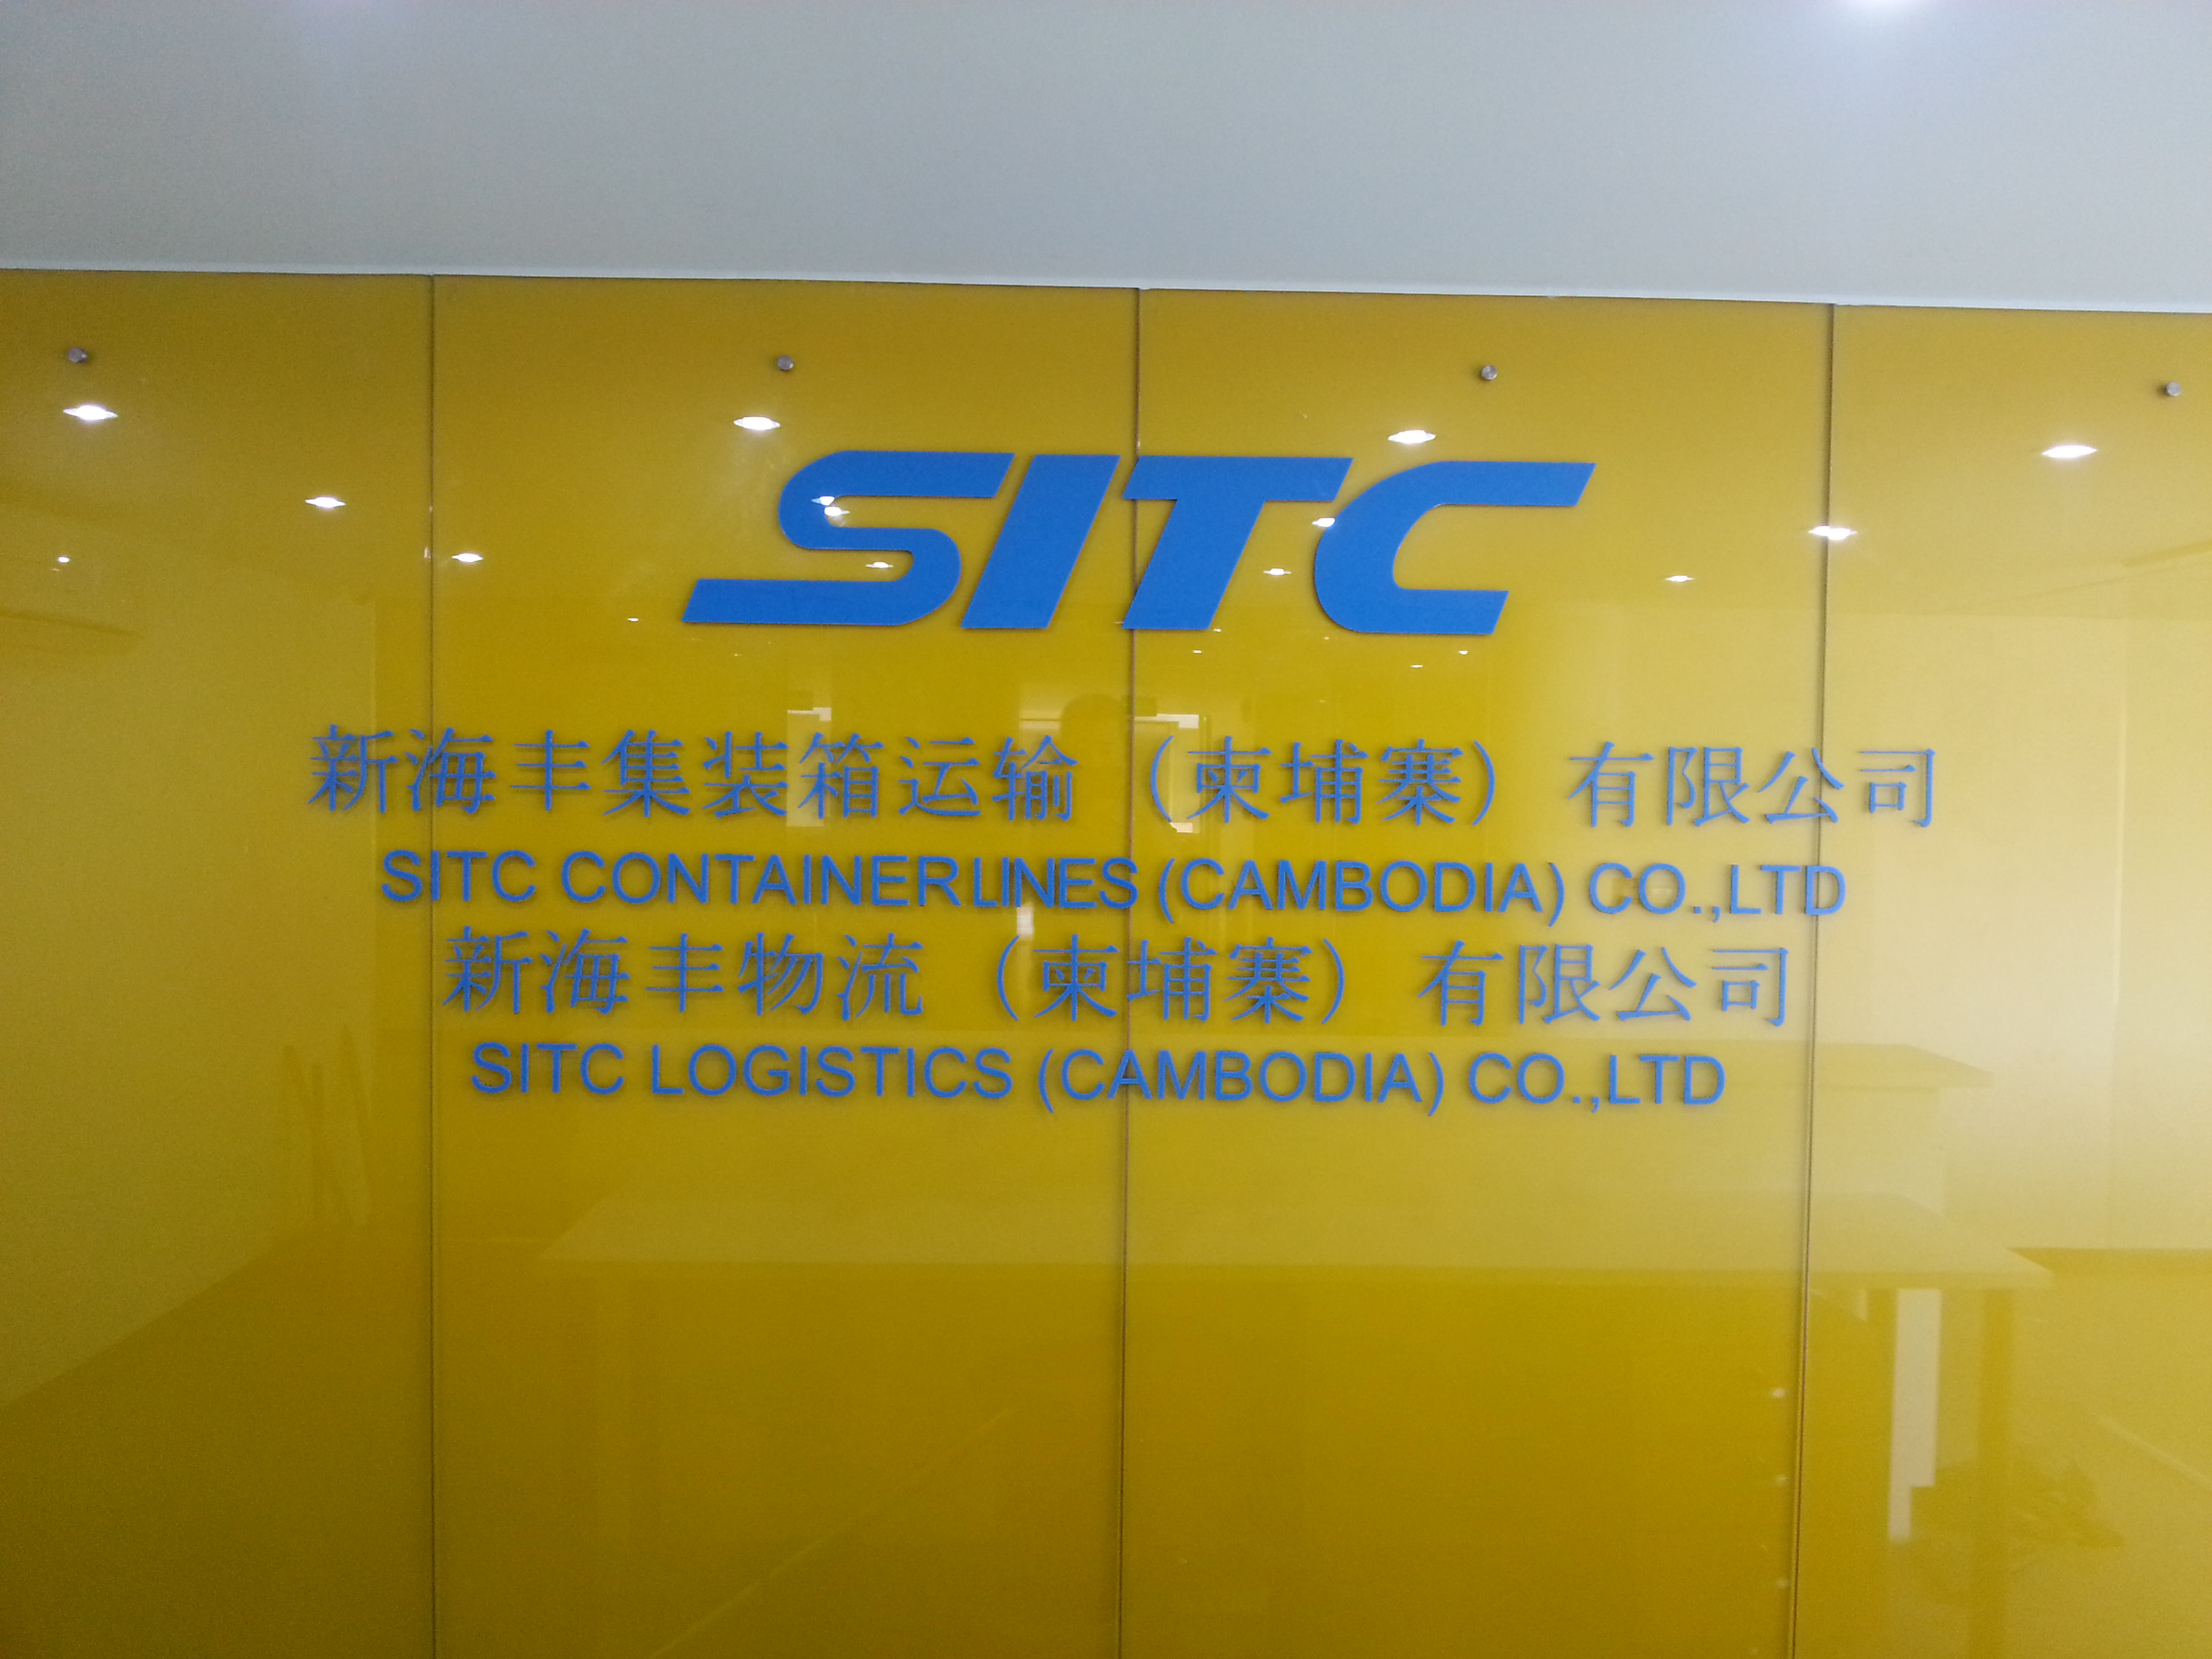 SITC
新海丰集装箱运输（柬埔寨）有限公司
SITC CONTAINERLINES (CAMBODIA) CO.,LTD
新海丰物流（柬埔寨）有限公司
SITC LOGISTICS (CAMBODIA) CO.,LTD